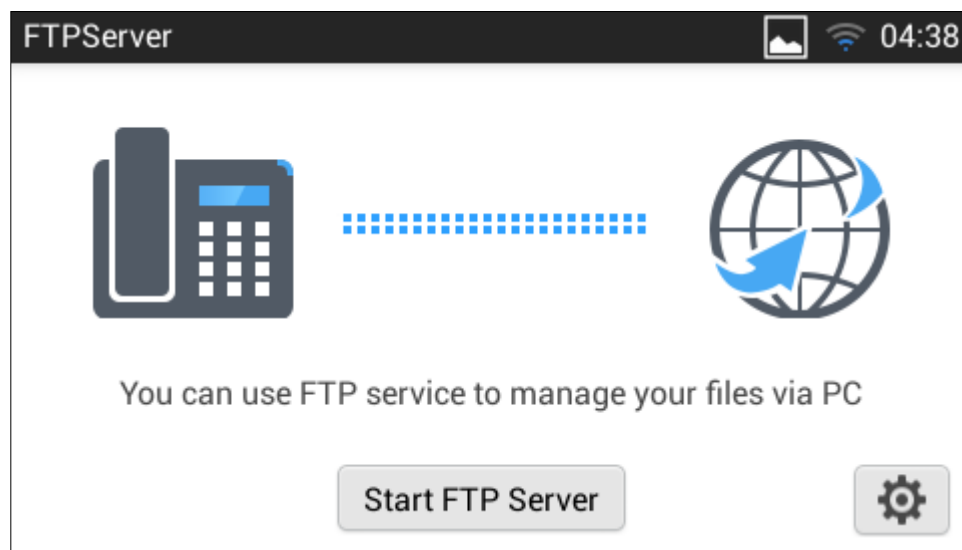 FTPServer 04:38
You can use FTP service to manage your files via PC
Start FTP Server